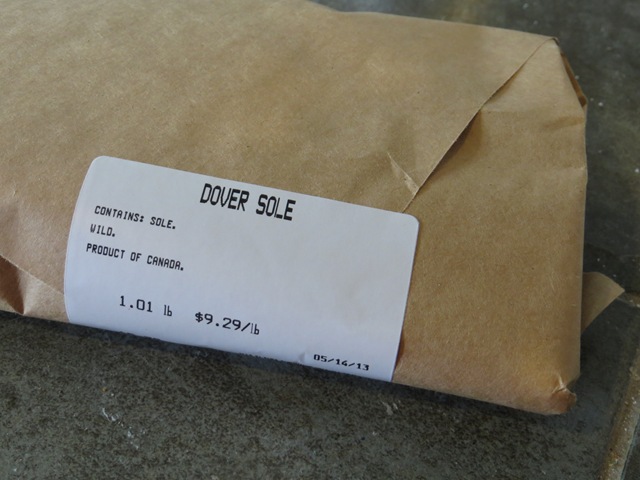 DOVER SOLE
CONTAINS: SOLE.
WILD.
PRODUCT OF CANADA.
1.01 lb $9.29/lb
05/14/13